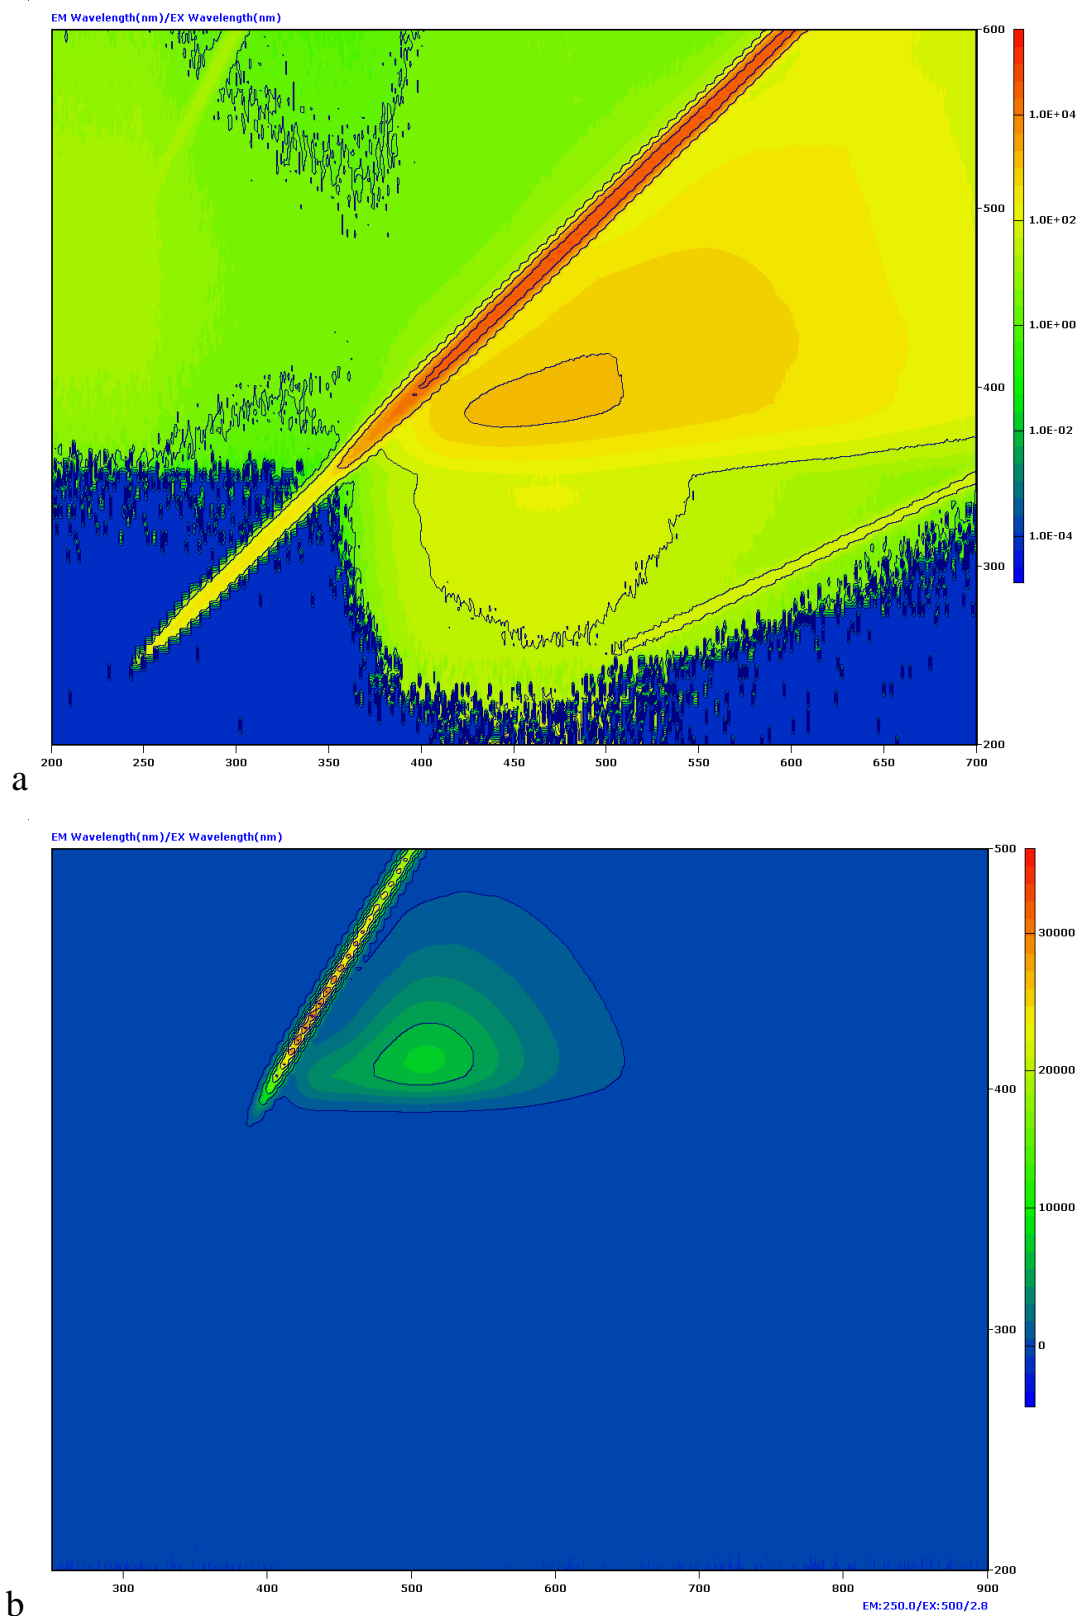 EM Wavelength(nm)/EX Wavelength(nm)
600
1.0E+04
500
1.0E+02
1.0E+00
400
1.0E-02
1.0E-04
300
200
200 250 300 350 400 450 500 550 600 650 700
a
EM Wavelength(nm)/EX Wavelength(nm)
500
30000
20000
400
10000
300
0
200
300 400 500 600 700 800 900
b
EM:250.0/EX:500/2.8